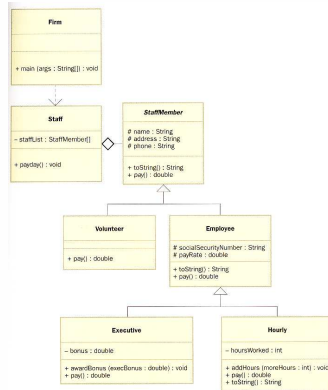 Firm
+ main (args : String[]) : void
Staff
– staffList : StaffMember[]
+ payday() : void
StaffMember
# name : String
# address : String
# phone : String
+ toString() : String
+ pay() : double
Volunteer
+ pay() : double
Employee
# socialSecurityNumber : String
# payRate : double
+ toString() : String
+ pay() : double
Executive
– bonus : double
+ awardBonus (execBonus : double) : void
+ pay() : double
Hourly
– hoursWorked : int
+ addHours (moreHours : int) : void
+ pay() : double
+ toString() : String